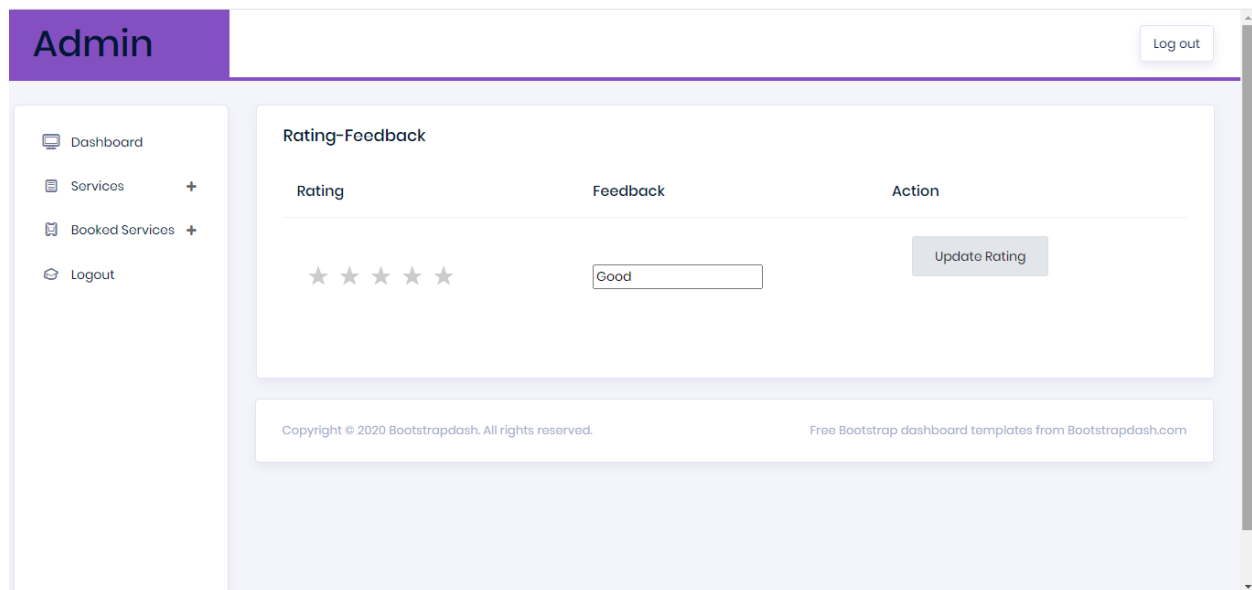 Admin
Log out
Dashboard
Services
Booked Services
Logout
Rating-Feedback
Rating Feedback Action
Good
Update Rating
Copyright © 2020 Bootstrapdash. All rights reserved.
Free Bootstrap dashboard templates from Bootstrapdash.com